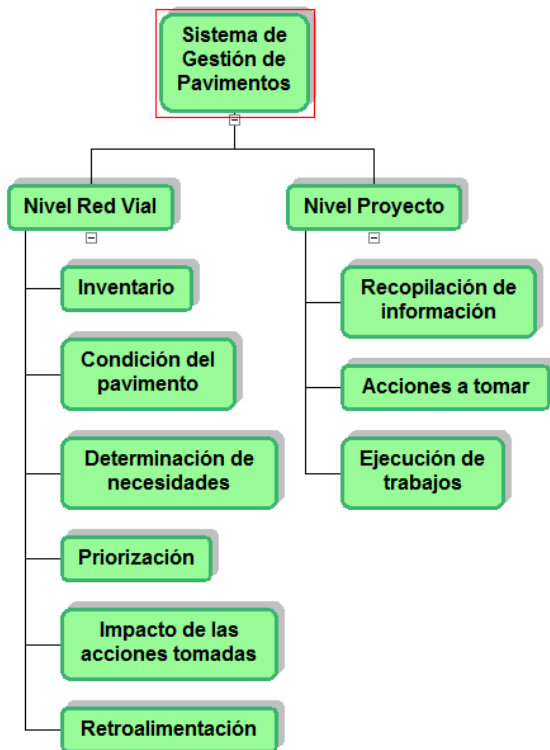 Sistema de
Gestión de
Pavimentos
Nivel Red Vial
Inventario
Condición del
pavimento
Determinación de
necesidades
Priorización
Impacto de las
acciones tomadas
Retroalimentación
Nivel Proyecto
Recopilación de
información
Acciones a tomar
Ejecución de
trabajos